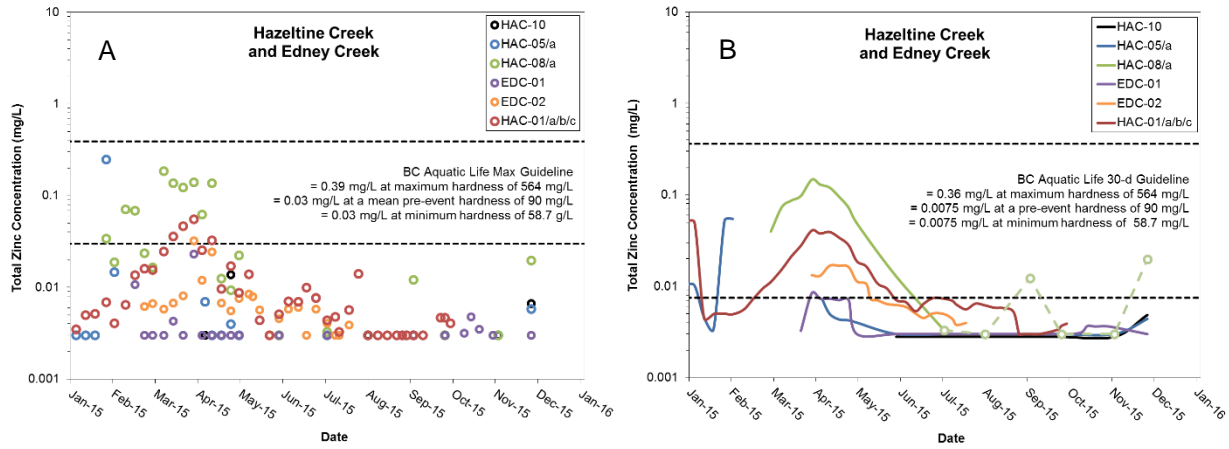 A
Hazeltine Creek
and Edney Creek
HAC-10
HAC-05/a
HAC-08/a
EDC-01
EDC-02
HAC-01/a/b/c
10
1
0.1
0.01
0.001
Total Zinc Concentration (mg/L)
BC Aquatic Life Max Guideline
= 0.39 mg/L at maximum hardness of 564 mg/L
= 0.03 mg/L at a mean pre-event hardness of 90 mg/L
= 0.03 mg/L at minimum hardness of 58.7 g/L
Jan-15
Feb-15
Mar-15
Apr-15
May-15
Jun-15
Jul-15
Aug-15
Sep-15
Oct-15
Nov-15
Dec-15
Jan-16
Date
B
Hazeltine Creek
and Edney Creek
HAC-10
HAC-05/a
HAC-08/a
EDC-01
EDC-02
HAC-01/a/b/c
10
1
0.1
0.01
0.001
Total Zinc Concentration (mg/L)
BC Aquatic Life 30-d Guideline
= 0.36 mg/L at maximum hardness of 564 mg/L
= 0.0075 mg/L at a pre-event hardness of 90 mg/L
= 0.0075 mg/L at minimum hardness of 58.7 mg/L
Jan-15
Feb-15
Mar-15
Apr-15
May-15
Jun-15
Jul-15
Aug-15
Sep-15
Oct-15
Nov-15
Dec-15
Jan-16
Date